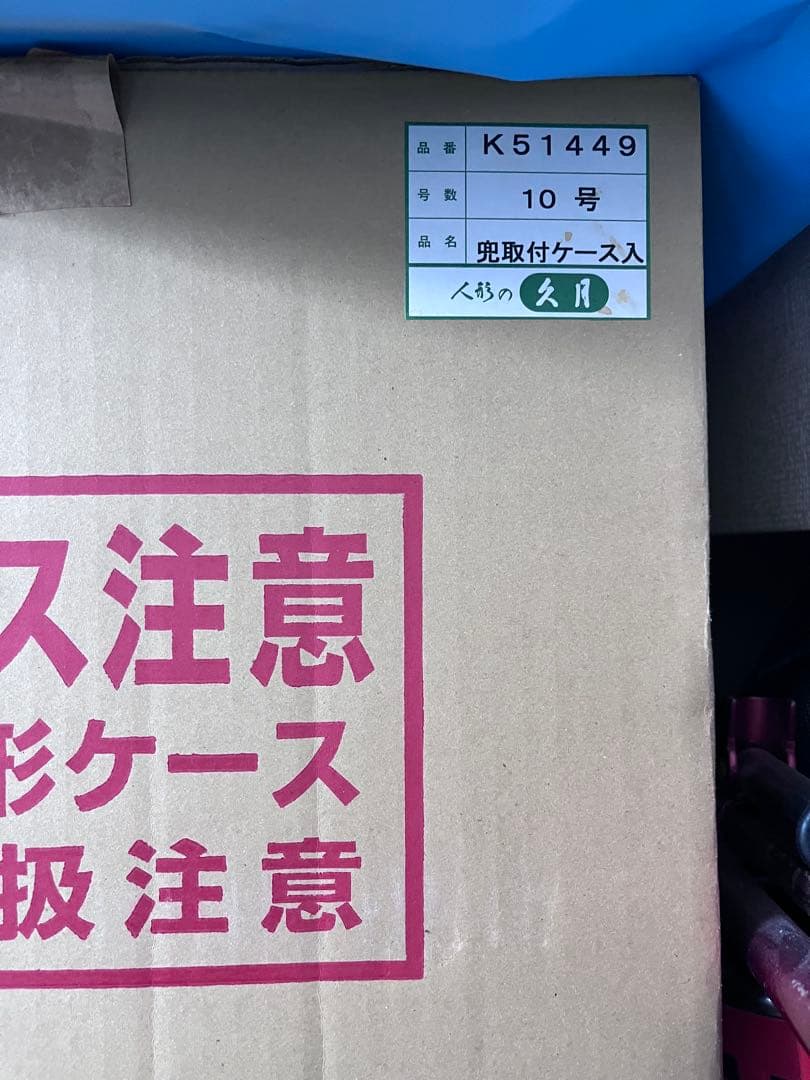 品番 K51449
号数 10 号
品名 兜取付ケース入
人形の 久月
ス注意
形ケース
扱注意